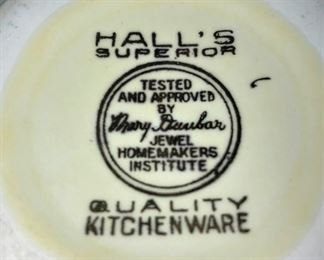 HALL'S
SUPERIOR
TESTED
AND APPROVED
BY
Mary Dunbar
JEWEL
HOMEMAKERS
INSTITUTE
QUALITY
KITCHENWARE